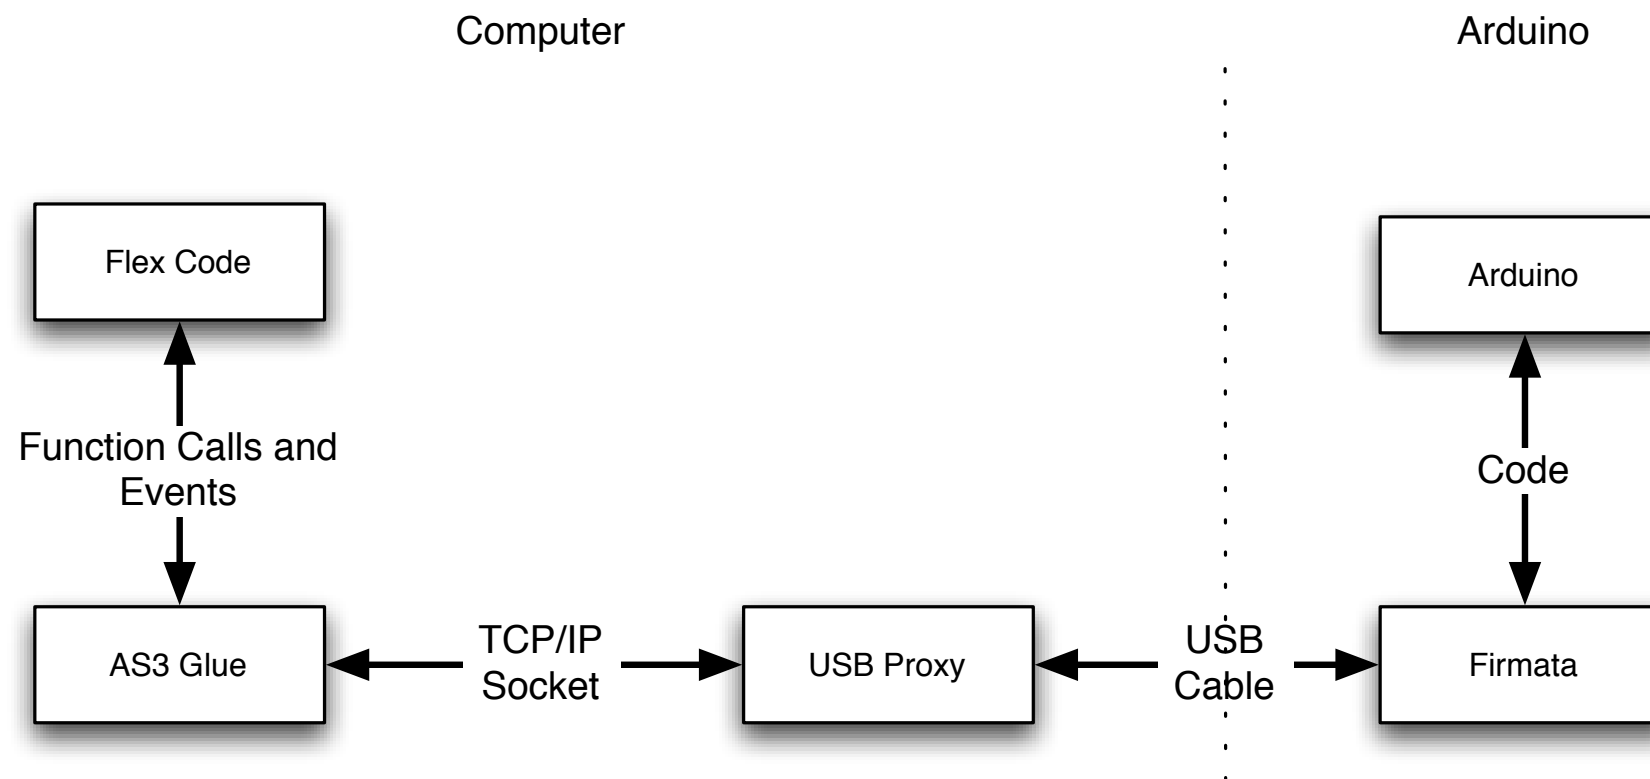 Computer
Arduino
Flex Code
Arduino
Function Calls and
Events
Code
AS3 Glue
TCP/IP
Socket
USB Proxy
USB
Cable
Firmata